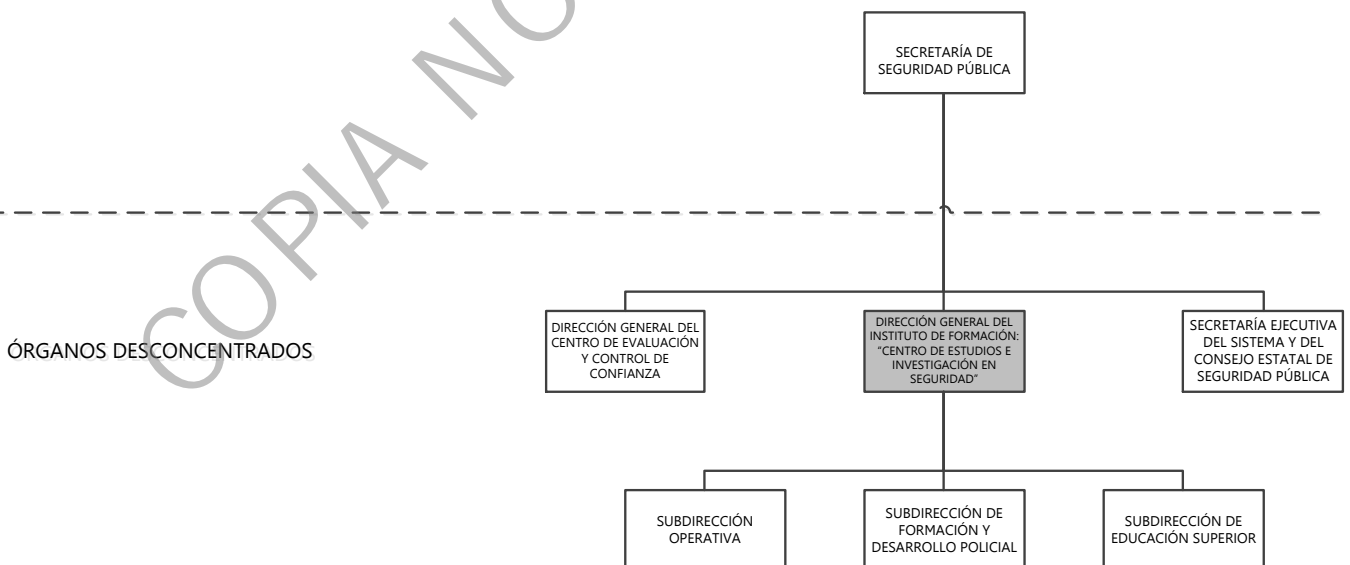 COPIA NO
SECRETARÍA DE
SEGURIDAD PÚBLICA
ÓRGANOS DESCONCENTRADOS
DIRECCIÓN GENERAL DEL
CENTRO DE EVALUACIÓN
Y CONTROL DE
CONFIANZA
DIRECCIÓN GENERAL DEL
INSTITUTO DE FORMACIÓN:
"CENTRO DE ESTUDIOS E
INVESTIGACIÓN EN
SEGURIDAD"
SECRETARÍA EJECUTIVA
DEL SISTEMA Y DEL
CONSEJO ESTATAL DE
SEGURIDAD PÚBLICA
SUBDIRECCIÓN
OPERATIVA
SUBDIRECCIÓN DE
FORMACIÓN Y
DESARROLLO POLICIAL
SUBDIRECCIÓN DE
EDUCACIÓN SUPERIOR